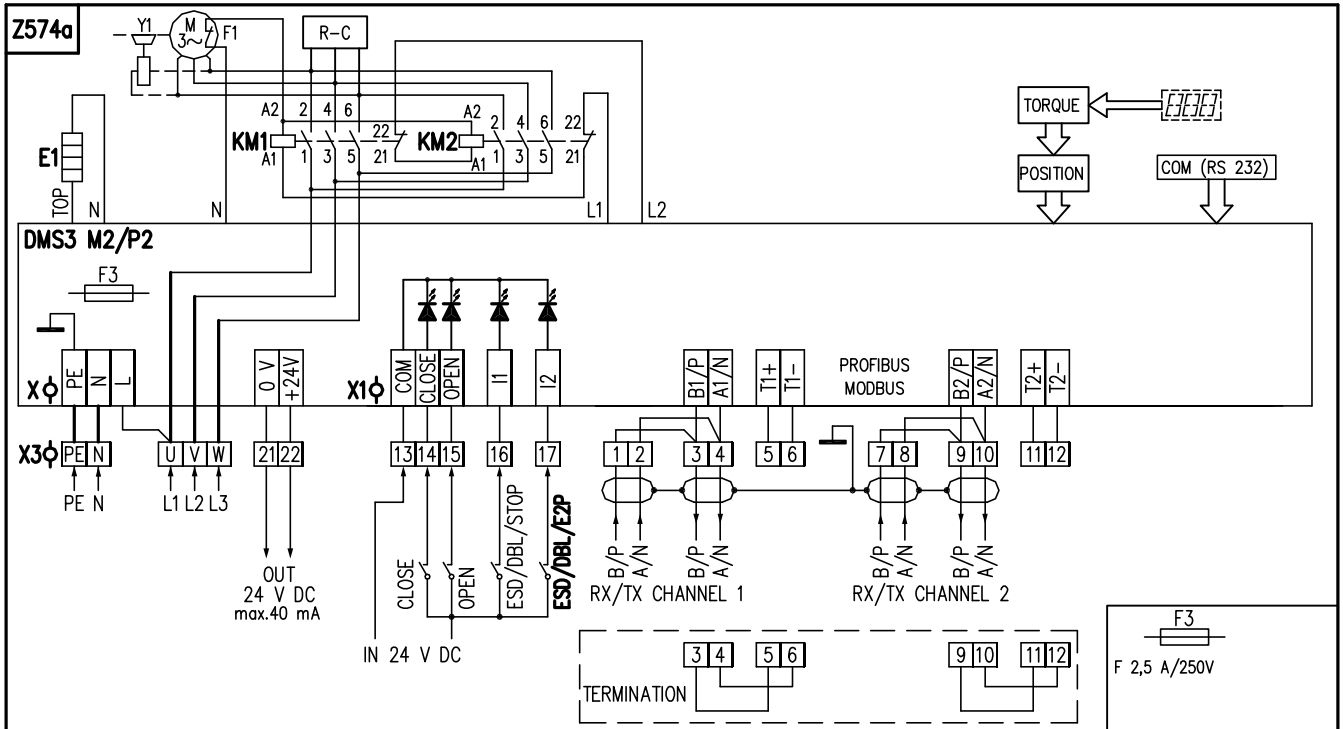 Z574a
Y1
M
3~
F1
R-C
A2 2 4 6
A2
2 4 6 22
KM1
22
KM2
A1 1 3 5 21
A1 1 3 5 21
E1
TOP
N
N
L1
L2
TORQUE
POSITION
COM (RS 232)
DMS3 M2/P2
F3
X
PE
N
L
0 V
+24V
X1
COM
CLOSE
OPEN
I1
I2
B1/P
A1/N
T1+
T1-
PROFIBUS
MODBUS
B2/P
A2/N
T2+
T2-
X3
PE N U V W 21 22 13 14 15 16 17 1 2 3 4 5 6 7 8 9 10 11 12
PE N
L1 L2 L3
OUT
24 V DC
max.40 mA
CLOSE
OPEN
ESD/DBL/STOP
ESD/DBL/E2P
IN 24 V DC
B/P
A/N
B/P
A/N
RX/TX CHANNEL 1
B/P
A/N
B/P
A/N
RX/TX CHANNEL 2
TERMINATION
3 4 5 6 9 10 11 12
F3
F 2,5 A/250V